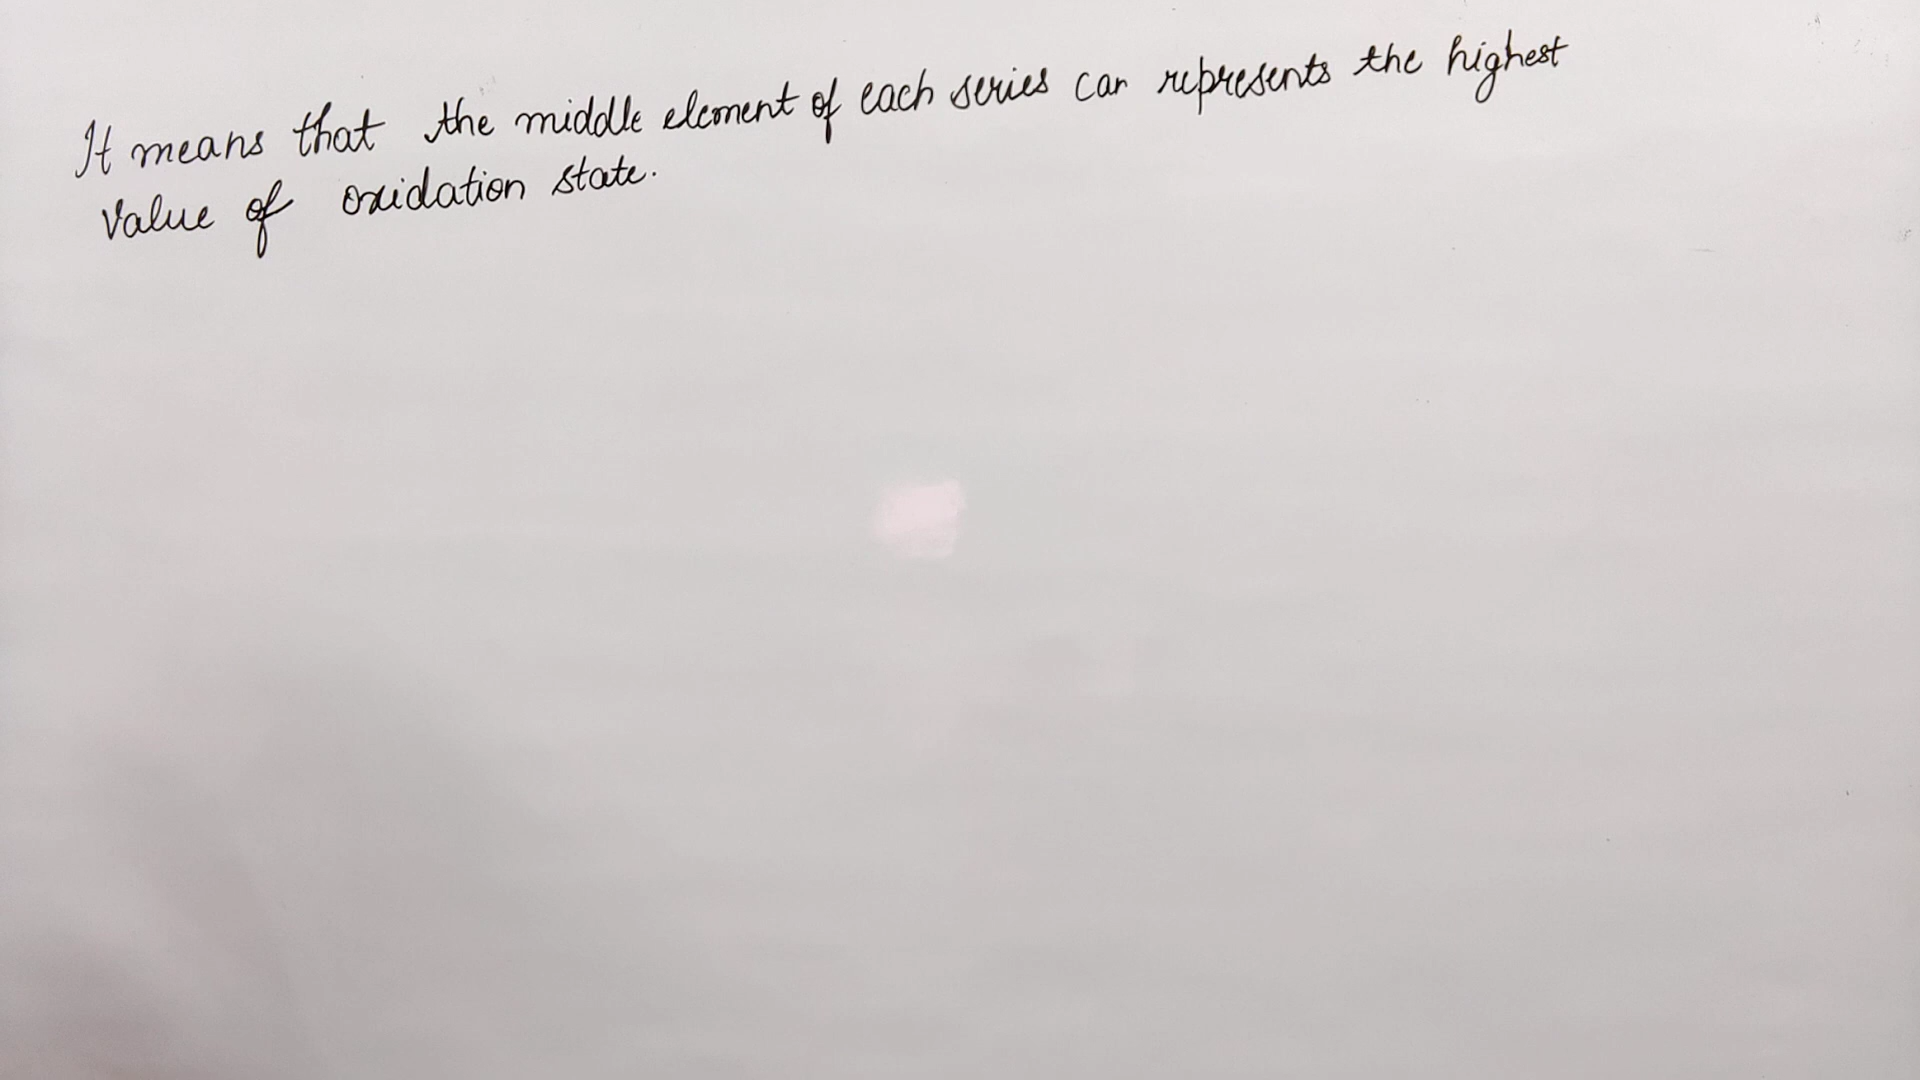 It means that the middle element of each series can represents the highest
value of oxidation state.